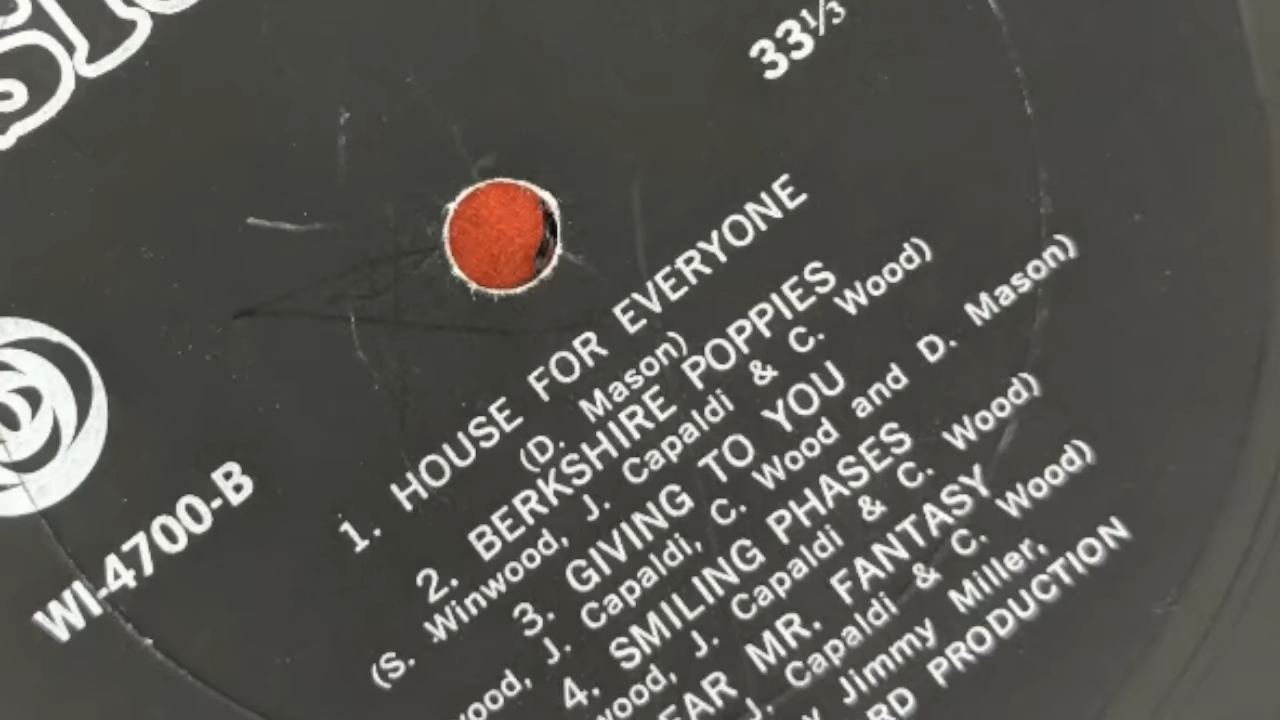 33⅓
WI-4700-B
1. HOUSE FOR EVERYONE
(D. Mason)
2. BERKSHIRE POPPIES
(S. Winwood, J. Capaldi & C. Wood)
3. GIVING TO YOU
J. Capaldi, C. Wood and D. Mason)
4. SMILING PHASES
J. Capaldi & C. Wood)
MR. FANTASY
J. Capaldi & C. Wood)
Jimmy Miller,
PRODUCTION